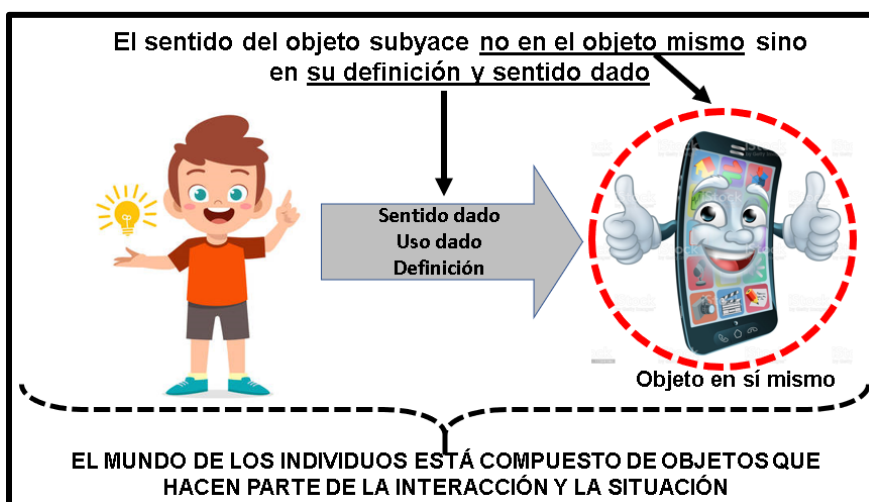 El sentido del objeto subyace no en el objeto mismo sino
en su definición y sentido dado
Sentido dado
Uso dado
Definición
iStock
iStock
Objeto en sí mismo
EL MUNDO DE LOS INDIVIDUOS ESTÁ COMPUESTO DE OBJETOS QUE
HACEN PARTE DE LA INTERACCIÓN Y LA SITUACIÓN